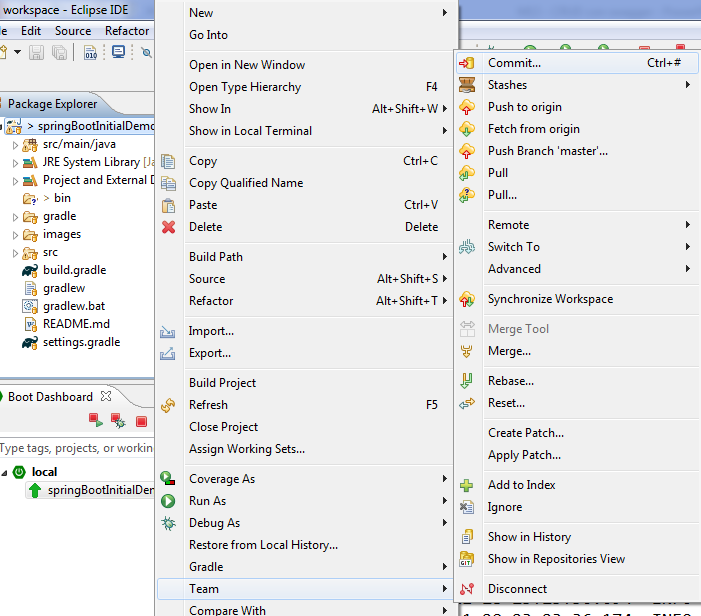 workspace - Eclipse IDE
le Edit Source Refactor
Package Explorer
> springBootInitialDemo
src/main/java
JRE System Library [Ja
Project and External D
> bin
gradle
images
src
build.gradle
gradlew
gradlew.bat
README.md
settings.gradle
Boot Dashboard
Type tags, projects, or workin
local
springBootInitialDem
New
Go Into
Open in New Window
Open Type Hierarchy F4
Show In Alt+Shift+W
Show in Local Terminal
Copy Ctrl+C
Copy Qualified Name
Paste Ctrl+V
Delete Delete
Build Path
Source Alt+Shift+S
Refactor Alt+Shift+T
Import...
Export...
Build Project
Refresh F5
Close Project
Assign Working Sets...
Coverage As
Run As
Debug As
Restore from Local History...
Gradle
Team
Compare With
Commit... Ctrl+#
Stashes
Push to origin
Fetch from origin
Push Branch 'master'...
Pull
Pull...
Remote
Switch To
Advanced
Synchronize Workspace
Merge Tool
Merge...
Rebase...
Reset...
Create Patch...
Apply Patch...
Add to Index
Ignore
Show in History
Show in Repositories View
Disconnect